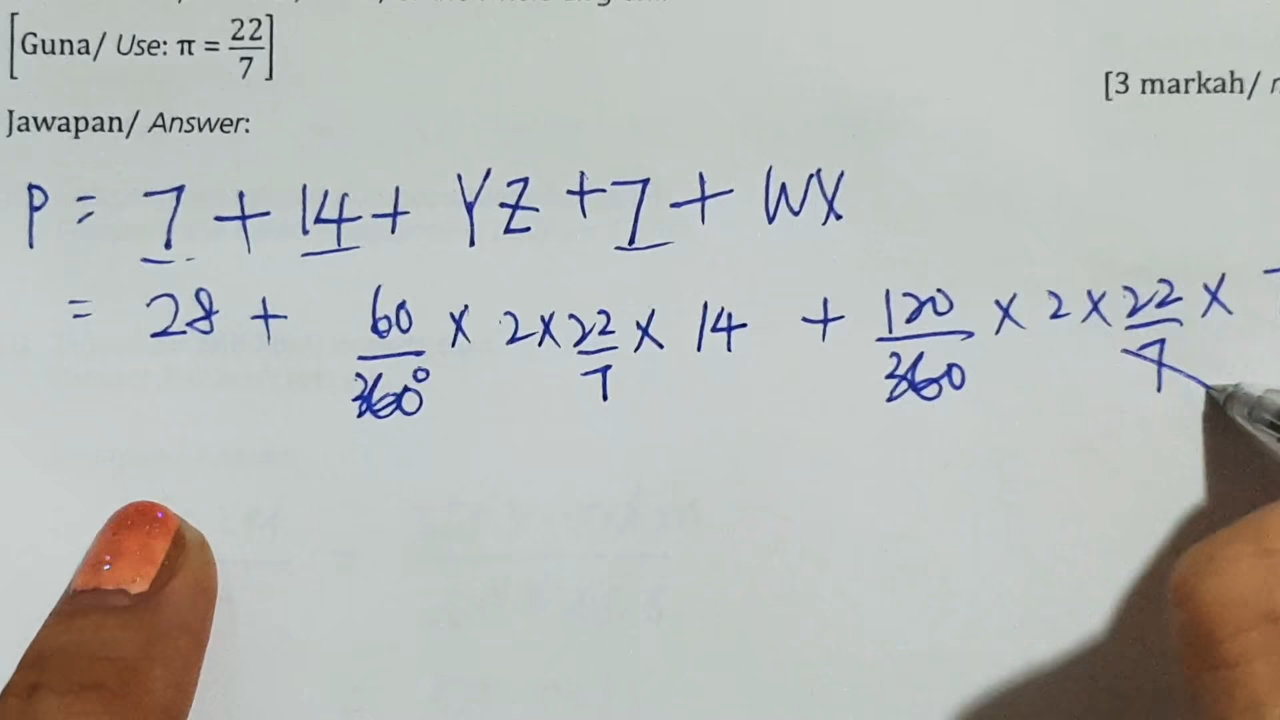 [Guna/ Use: π = 22/7]
[3 markah/
Jawapan/ Answer:
P = 7 + 14 + YZ + 7 + WX
= 28 + 60/360° × 2 × 22/7 × 14 + 120/360 × 2 × 22/7 ×